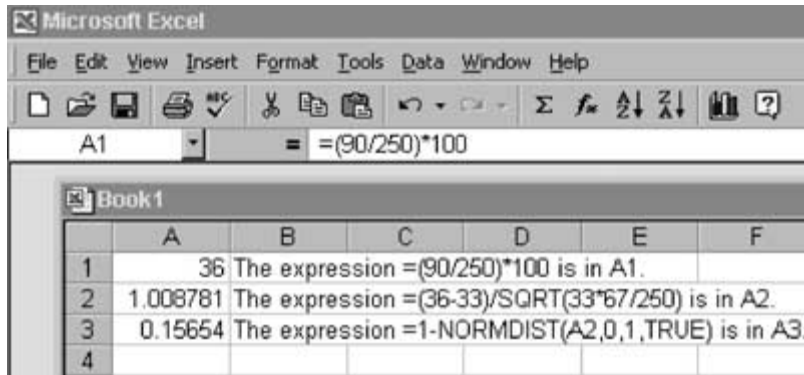 Microsoft Excel
File Edit View Insert Format Tools Data Window Help
A1 = =(90/250)*100
Book1
A B C D E F
1 36 The expression =(90/250)*100 is in A1.
2 1.008781 The expression =(36-33)/SQRT(33*67/250) is in A2.
3 0.15654 The expression =1-NORMDIST(A2,0,1,TRUE) is in A3.
4